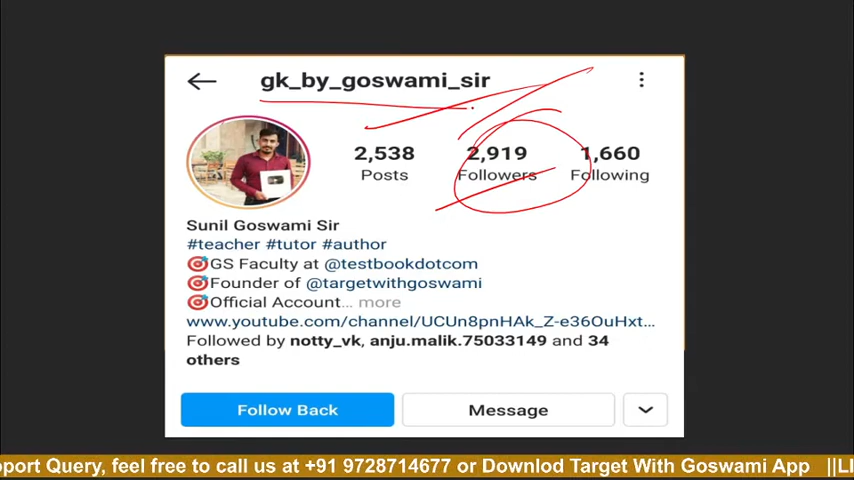 gk_by_goswami_sir
2,538 2,919 1,660
Posts Followers Following
Sunil Goswami Sir
#teacher #tutor #author
🎯GS Faculty at @testbookdotcom
🎯Founder of @targetwithgoswami
🎯Official Account... more
www.youtube.com/channel/UCUn8pnHAk_Z-e36OuHxt...
Followed by notty_vk, anju.malik.75033149 and 34
others
Follow Back Message
pport Query, feel free to call us at +91 9728714677 or Downlod Target With Goswami App ||LI